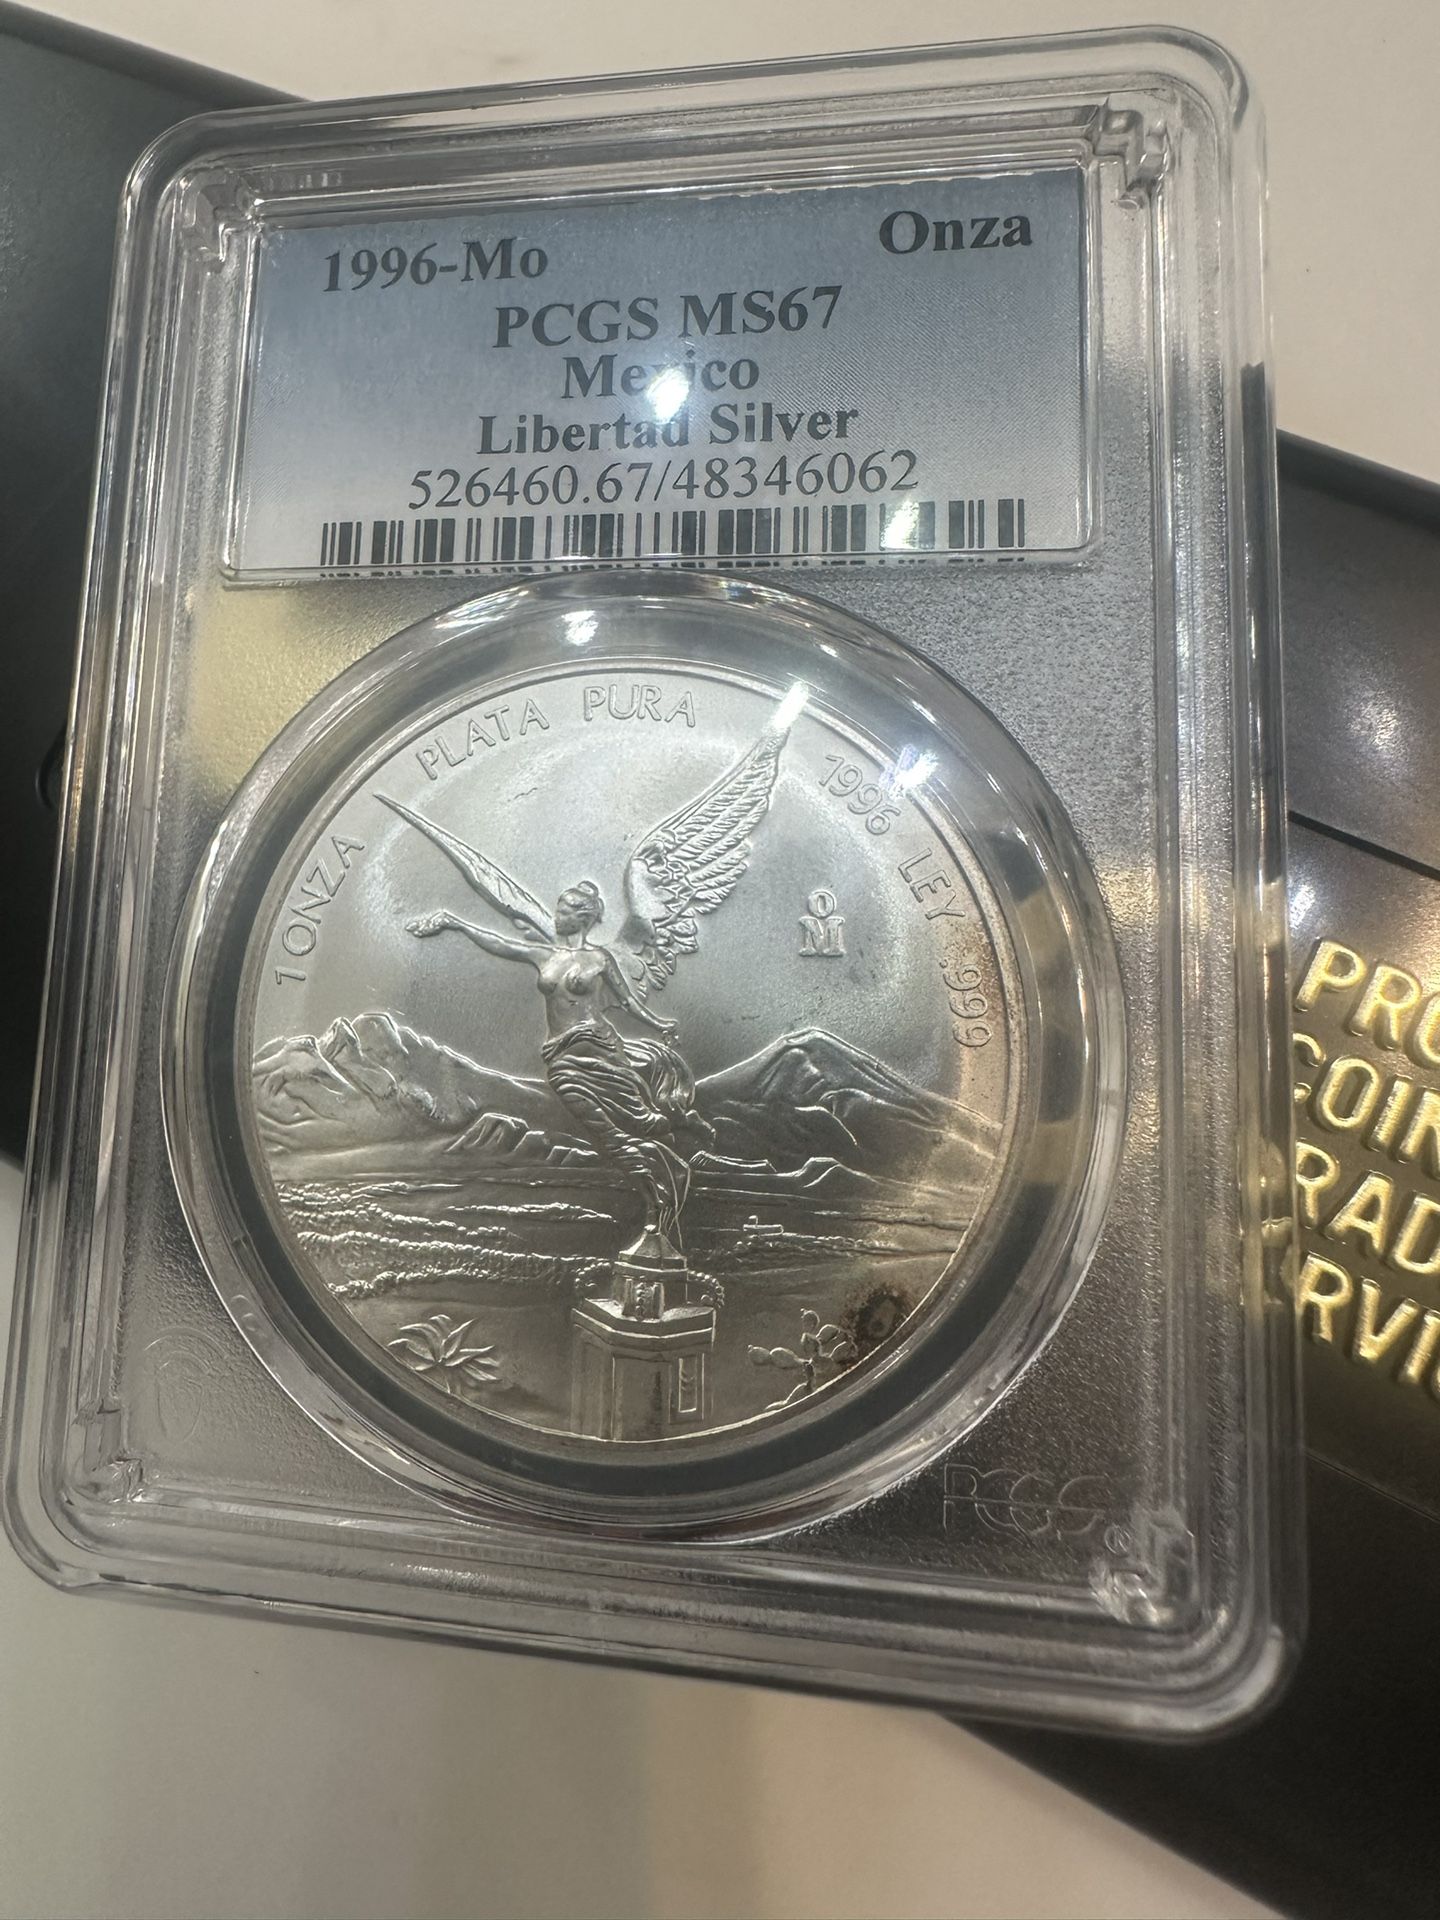 1996-Mo Onza
PCGS MS67
Mexico
Libertad Silver
526460.67/48346062
1 ONZA PLATA PURA 1996 LEY .999
Mo
PCGS